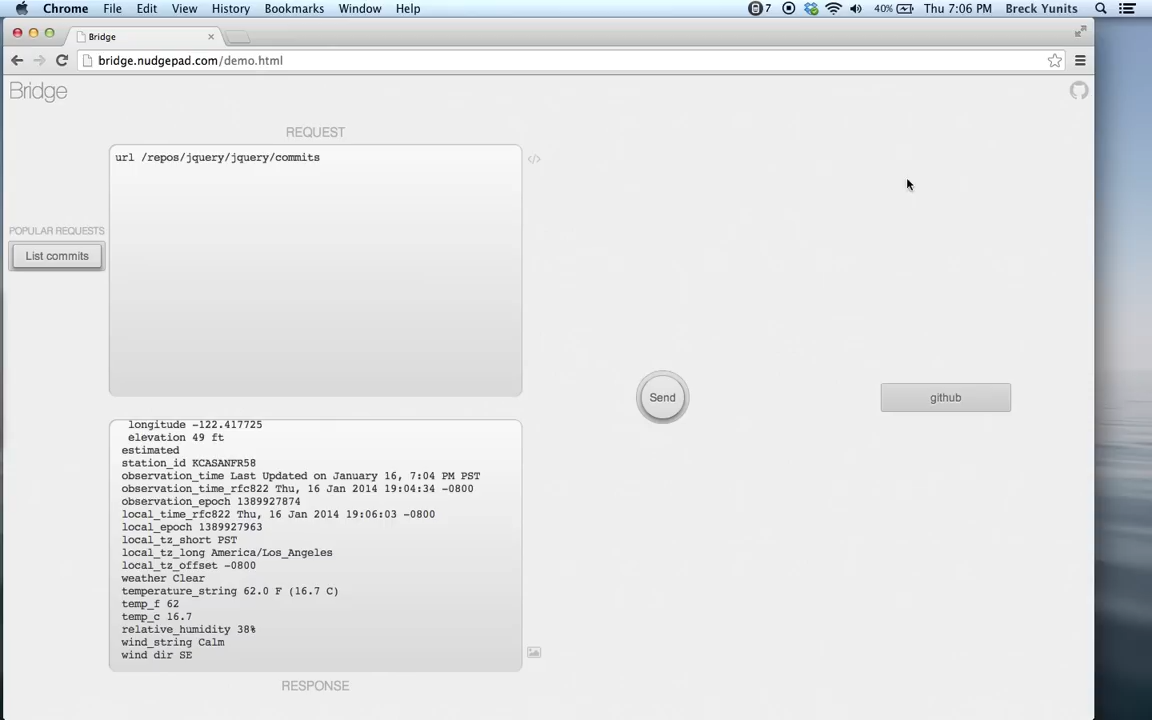 Chrome File Edit View History Bookmarks Window Help 7 40% Thu 7:06 PM Breck Yunits
Bridge
bridge.nudgepad.com/demo.html
Bridge
REQUEST
url /repos/jquery/jquery/commits
POPULAR REQUESTS
List commits
Send
github
longitude -122.417725
elevation 49 ft
estimated
station_id KCASANFR58
observation_time Last Updated on January 16, 7:04 PM PST
observation_time_rfc822 Thu, 16 Jan 2014 19:04:34 -0800
observation_epoch 1389927874
local_time_rfc822 Thu, 16 Jan 2014 19:06:03 -0800
local_epoch 1389927963
local_tz_short PST
local_tz_long America/Los_Angeles
local_tz_offset -0800
weather Clear
temperature_string 62.0 F (16.7 C)
temp_f 62
temp_c 16.7
relative_humidity 38%
wind_string Calm
wind_dir SE
RESPONSE